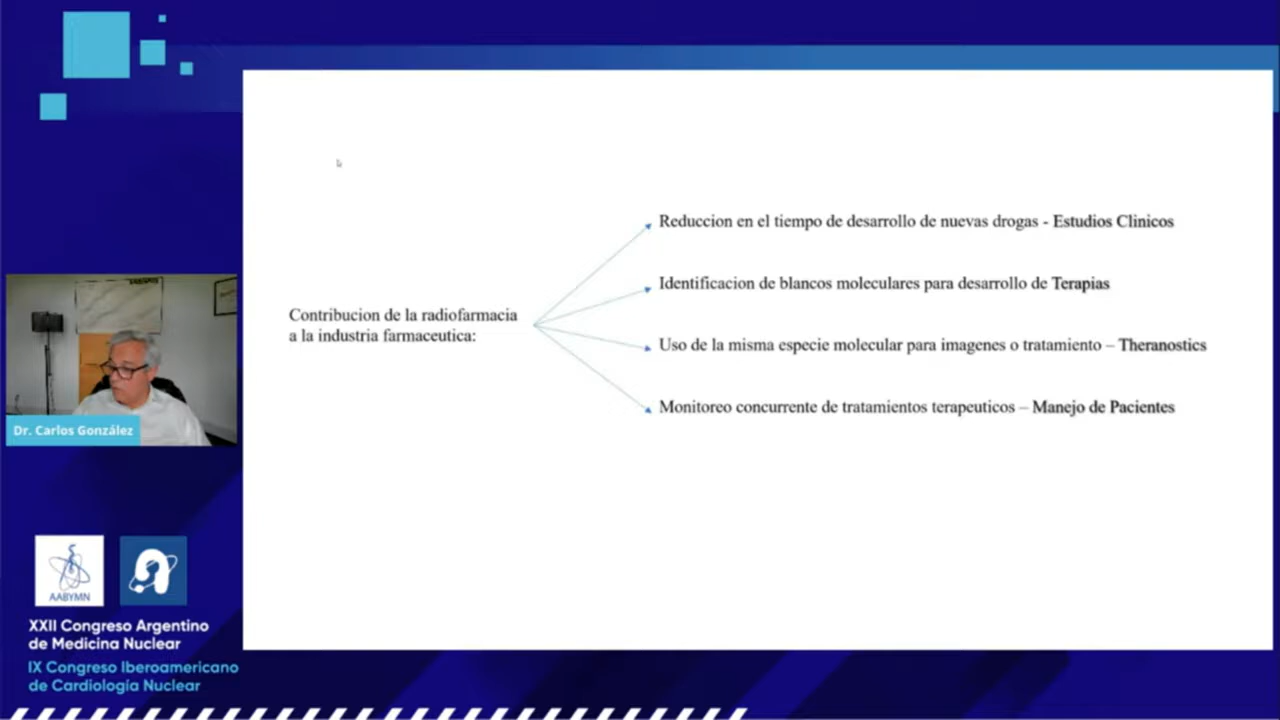 Contribucion de la radiofarmacia
a la industria farmaceutica:
Reduccion en el tiempo de desarrollo de nuevas drogas - Estudios Clinicos
Identificacion de blancos moleculares para desarrollo de Terapias
Uso de la misma especie molecular para imagenes o tratamiento – Theranostics
Monitoreo concurrente de tratamientos terapeuticos – Manejo de Pacientes
Dr. Carlos González
AABYMN
XXII Congreso Argentino
de Medicina Nuclear
IX Congreso Iberoamericano
de Cardiología Nuclear